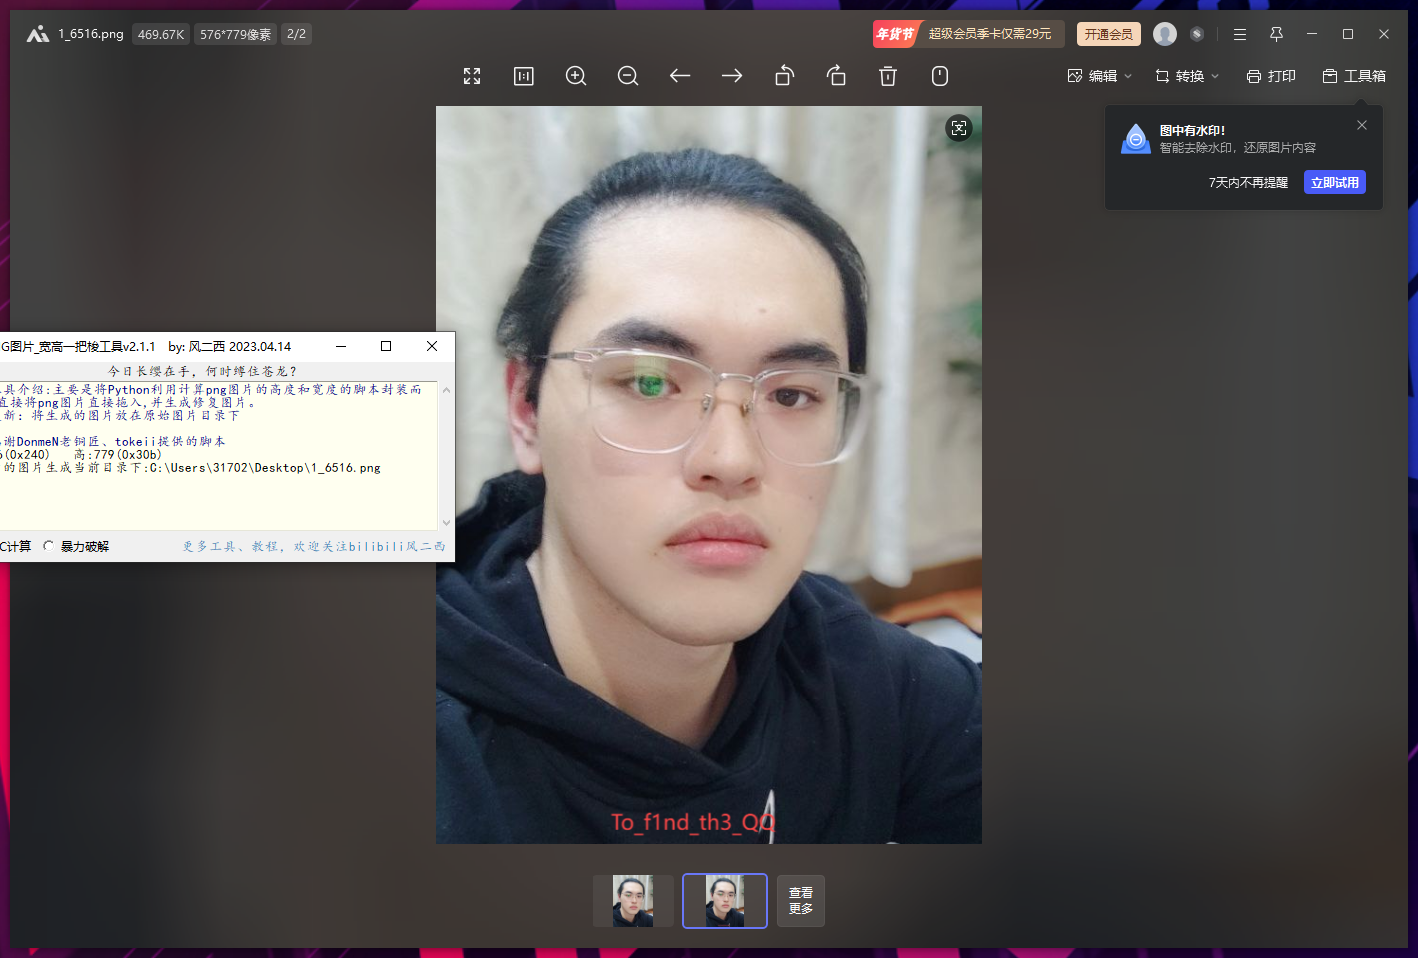 1_6516.png 469.67K 576*779像素 2/2
年货节 超级会员季卡仅需29元 开通会员
编辑 转换 打印 工具箱
图中有水印!
智能去除水印，还原图片内容
7天内不再提醒 立即试用
G图片_宽高一把梭工具v2.1.1 by: 风二西 2023.04.14
今日长缨在手，何时缚住苍龙?
具介绍:主要是将Python利用计算png图片的高度和宽度的脚本封装而
直接将png图片直接拖入,并生成修复图片。
新: 将生成的图片放在原始图片目录下
谢DonmeN老铜匠、tokeii提供的脚本
(0x240) 高:779(0x30b)
的图片生成当前目录下:C:\Users\31702\Desktop\1_6516.png
C计算 暴力破解 更多工具、教程，欢迎关注bilibili风二西
To_f1nd_th3_QQ
查看
更多